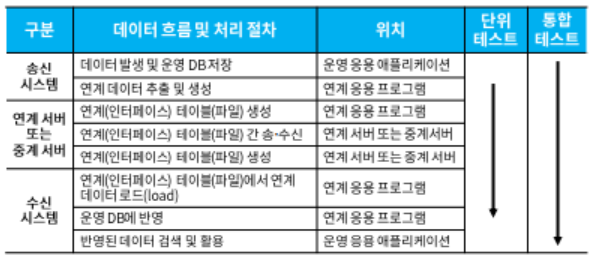 구분 데이터 흐름 및 처리 절차 위치 단위 테스트 통합 테스트
송신 시스템
데이터 발생 및 운영 DB 저장 운영 응용 애플리케이션
연계 데이터 추출 및 생성 연계 응용 프로그램
연계 서버 또는 중계 서버
연계(인터페이스) 테이블(파일) 생성 연계 응용 프로그램
연계(인터페이스) 테이블(파일) 간 송·수신 연계 서버 또는 중계서버
연계(인터페이스) 테이블(파일) 생성 연계 서버 또는 중계 서버
수신 시스템
연계(인터페이스) 테이블(파일)에서 연계
데이터 로드(load) 연계 응용 프로그램
운영 DB에 반영 연계 응용 프로그램
반영된 데이터 검색 및 활용 운영 응용 애플리케이션